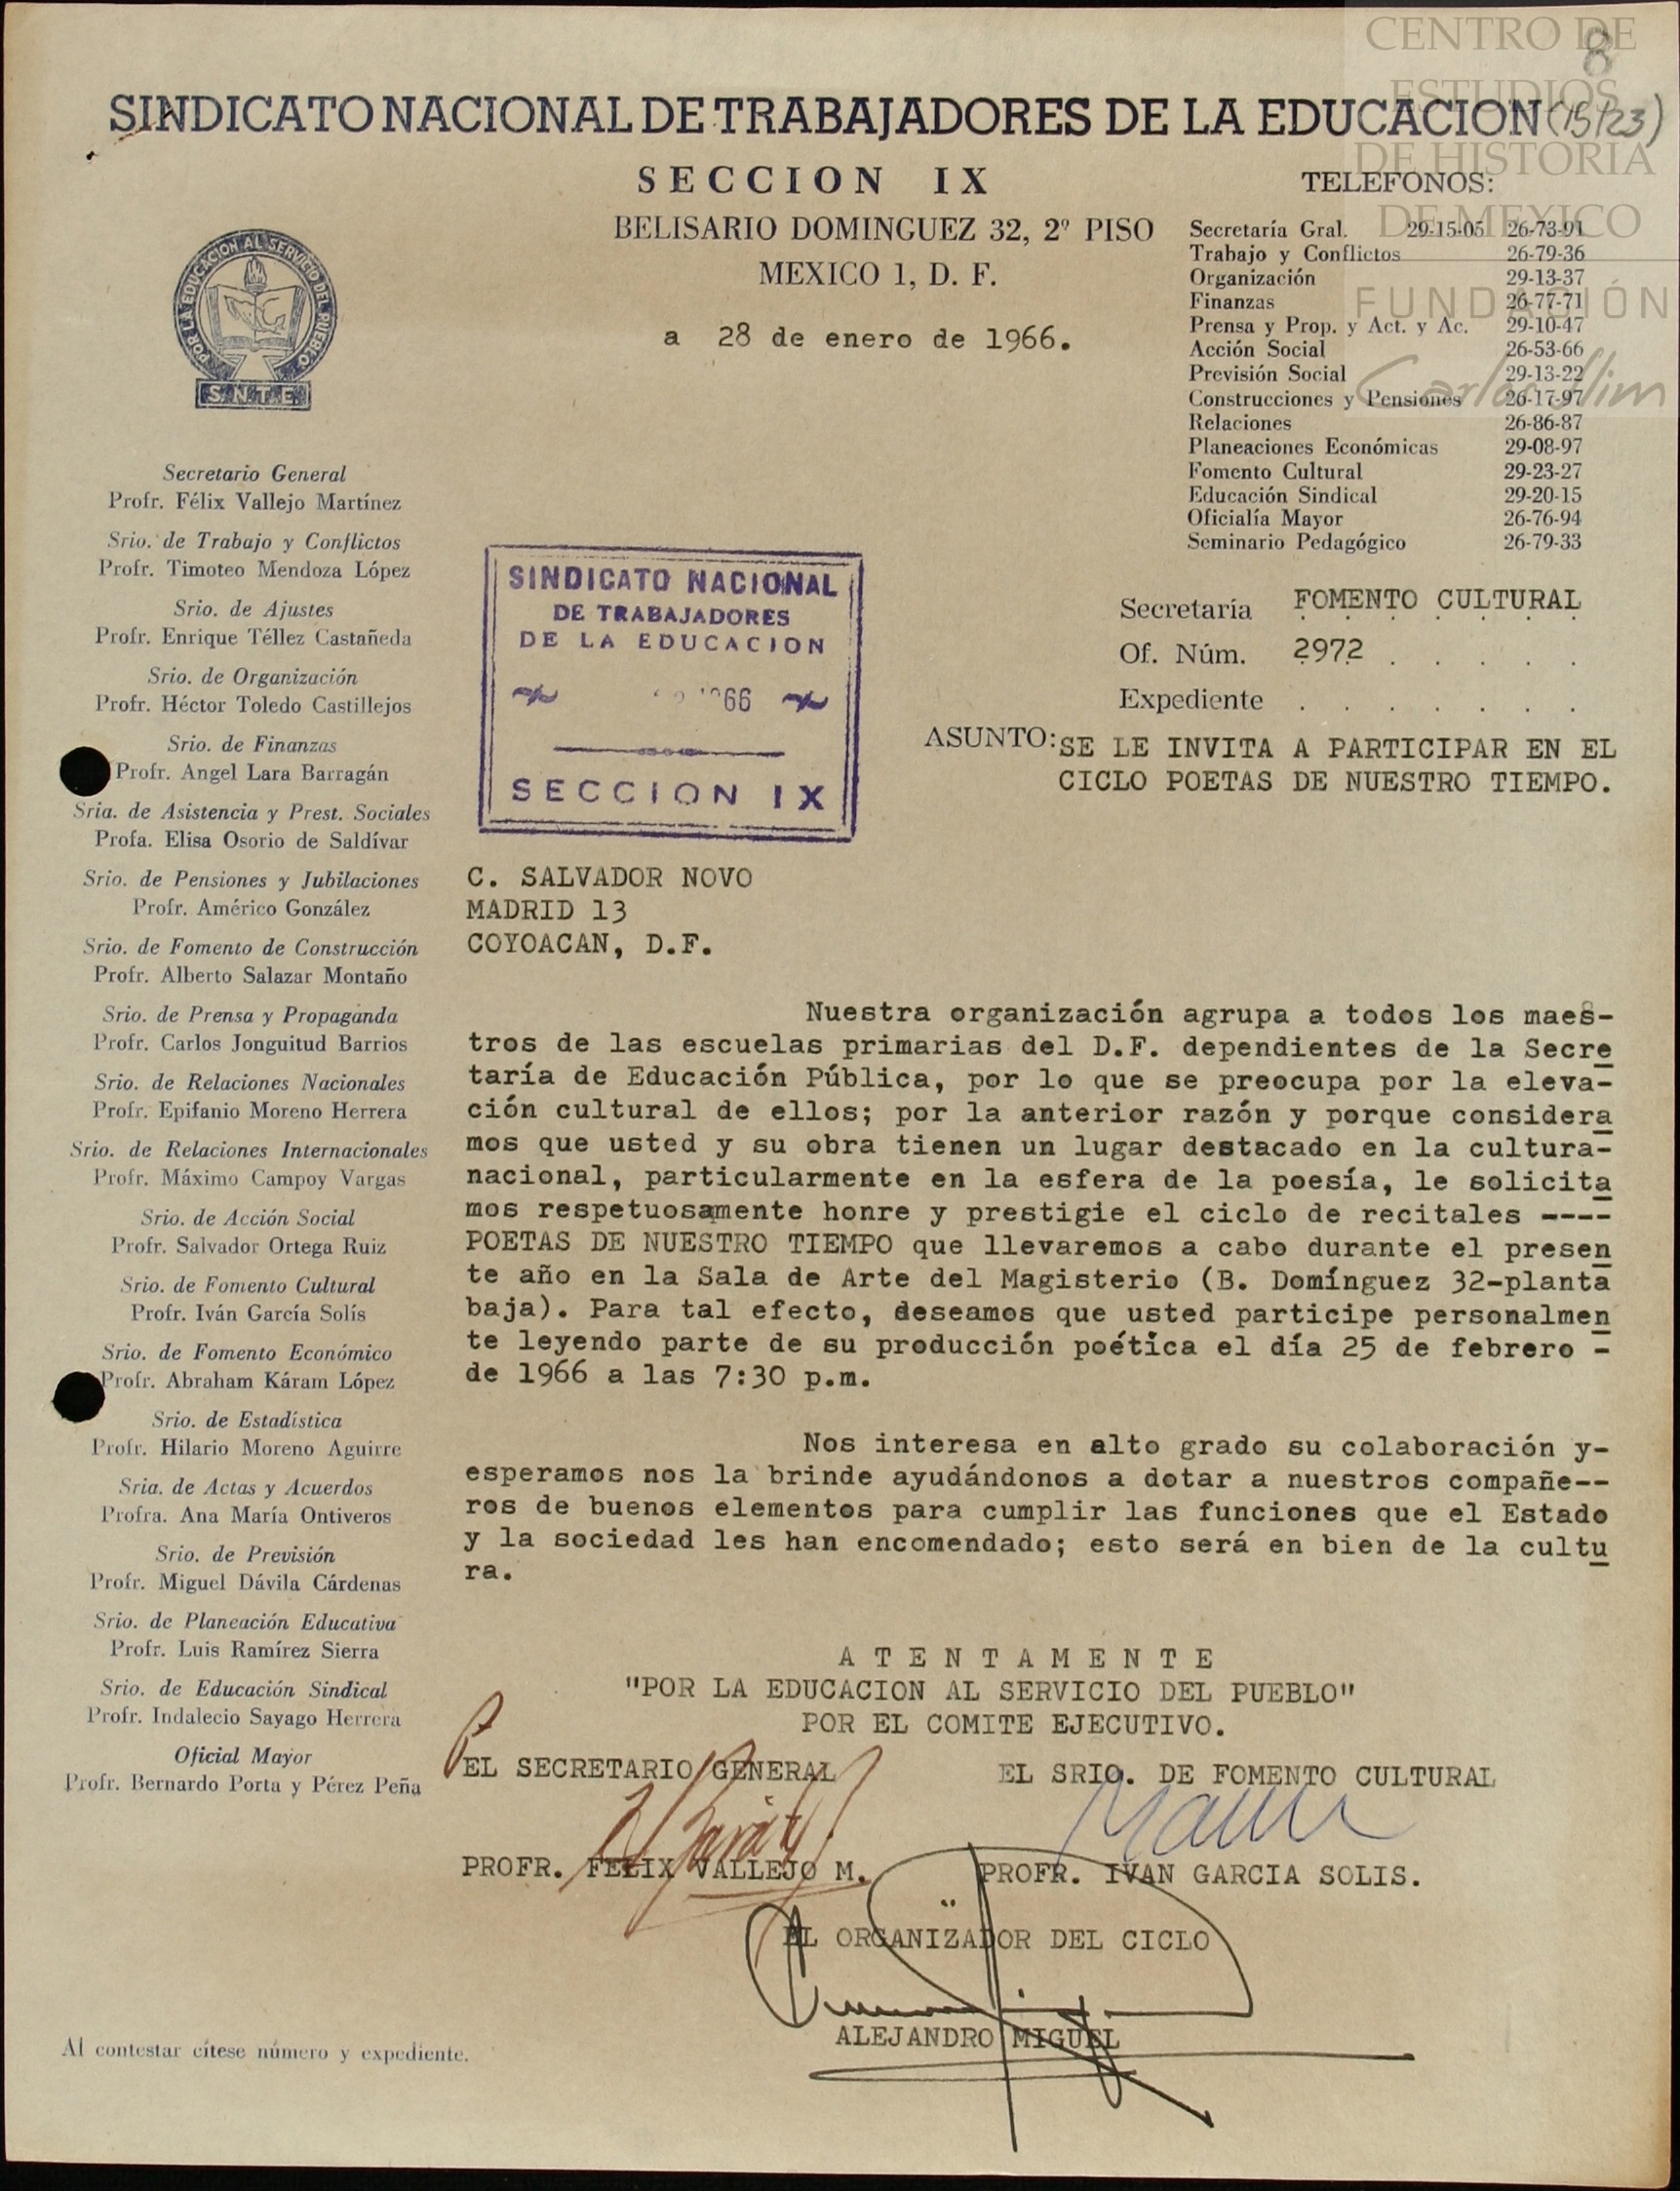 CENTRO DE
ESTUDIOS
DE HISTORIA
DE MEXICO
FUNDACIÓN
Carlos Slim
8
SINDICATO NACIONAL DE TRABAJADORES DE LA EDUCACION (15/23)
SECCION IX
BELISARIO DOMINGUEZ 32, 2º PISO
MEXICO 1, D. F.
a 28 de enero de 1966.
TELEFONOS:
Secretaría Gral. 29-15-05 26-73-91
Trabajo y Conflictos 26-79-36
Organización 29-13-37
Finanzas 26-77-71
Prensa y Prop. y Act. y Ac. 29-10-47
Acción Social 26-53-66
Previsión Social 29-13-22
Construcciones y Pensiones 26-17-97
Relaciones 26-86-87
Planeaciones Económicas 29-08-97
Fomento Cultural 29-23-27
Educación Sindical 29-20-15
Oficialía Mayor 26-76-94
Seminario Pedagógico 26-79-33
POR LA EDUCACION AL SERVICIO DEL PUEBLO
S.N.T.E.
Secretario General
Profr. Félix Vallejo Martínez
Srio. de Trabajo y Conflictos
Profr. Timoteo Mendoza López
Srio. de Ajustes
Profr. Enrique Téllez Castañeda
Srio. de Organización
Profr. Héctor Toledo Castillejos
Srio. de Finanzas
Profr. Angel Lara Barragán
Sria. de Asistencia y Prest. Sociales
Profa. Elisa Osorio de Saldívar
Srio. de Pensiones y Jubilaciones
Profr. Américo González
Srio. de Fomento de Construcción
Profr. Alberto Salazar Montaño
Srio. de Prensa y Propaganda
Profr. Carlos Jonguitud Barrios
Srio. de Relaciones Nacionales
Profr. Epifanio Moreno Herrera
Srio. de Relaciones Internacionales
Profr. Máximo Campoy Vargas
Srio. de Acción Social
Profr. Salvador Ortega Ruiz
Srio. de Fomento Cultural
Profr. Iván García Solís
Srio. de Fomento Económico
Profr. Abraham Káram López
Srio. de Estadística
Profr. Hilario Moreno Aguirre
Sria. de Actas y Acuerdos
Profra. Ana María Ontiveros
Srio. de Previsión
Profr. Miguel Dávila Cárdenas
Srio. de Planeación Educativa
Profr. Luis Ramírez Sierra
Srio. de Educación Sindical
Profr. Indalecio Sayago Herrera
Oficial Mayor
Profr. Bernardo Porta y Pérez Peña
SINDICATO NACIONAL
DE TRABAJADORES
DE LA EDUCACION
66
SECCION IX
Secretaría FOMENTO CULTURAL
Of. Núm. 2972 . . . . .
Expediente . . . . . . .
ASUNTO: SE LE INVITA A PARTICIPAR EN EL
CICLO POETAS DE NUESTRO TIEMPO.
C. SALVADOR NOVO
MADRID 13
COYOACAN, D.F.
Nuestra organización agrupa a todos los maes-
tros de las escuelas primarias del D.F. dependientes de la Secre
taría de Educación Pública, por lo que se preocupa por la eleva-
ción cultural de ellos; por la anterior razón y porque considera
mos que usted y su obra tienen un lugar destacado en la cultura-
nacional, particularmente en la esfera de la poesía, le solicita
mos respetuosamente honre y prestigie el ciclo de recitales ----
POETAS DE NUESTRO TIEMPO que llevaremos a cabo durante el presen
te año en la Sala de Arte del Magisterio (B. Domínguez 32-planta
baja). Para tal efecto, deseamos que usted participe personalmen
te leyendo parte de su producción poética el día 25 de febrero -
de 1966 a las 7:30 p.m.
Nos interesa en alto grado su colaboración y-
esperamos nos la brinde ayudándonos a dotar a nuestros compañe--
ros de buenos elementos para cumplir las funciones que el Estado
y la sociedad les han encomendado; esto será en bien de la cultu
ra.
A T E N T A M E N T E
"POR LA EDUCACION AL SERVICIO DEL PUEBLO"
POR EL COMITE EJECUTIVO.
EL SECRETARIO GENERAL EL SRIO. DE FOMENTO CULTURAL
PROFR. FELIX VALLEJO M. PROFR. IVAN GARCIA SOLIS.
EL ORGANIZADOR DEL CICLO
ALEJANDRO MIGUEL
Al contestar cítese número y expediente.